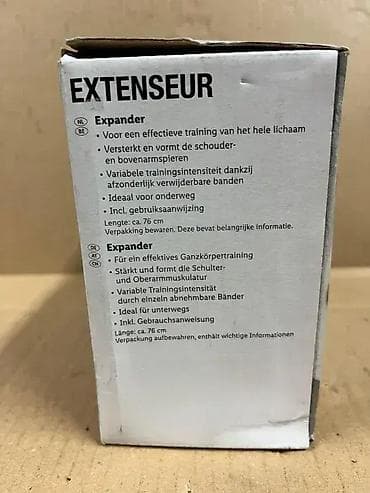 EXTENSEUR
NL Expander
BE • Voor een effectieve training van het hele lichaam
• Versterkt en vormt de schouder-
en bovenarmspieren
• Variabele trainingsintensiteit dankzij
afzonderlijk verwijderbare banden
• Ideaal voor onderweg
• Incl. gebruiksaanwijzing
Lengte: ca. 76 cm
Verpakking bewaren. Deze bevat belangrijke informatie.
DE Expander
AT • Für ein effektives Ganzkörpertraining
CH • Stärkt und formt die Schulter-
und Oberarmmuskulatur
• Variable Trainingsintensität
durch einzeln abnehmbare Bänder
• Ideal für unterwegs
• Inkl. Gebrauchsanweisung
Länge: ca. 76 cm
Verpackung aufbewahren, enthält wichtige Informationen